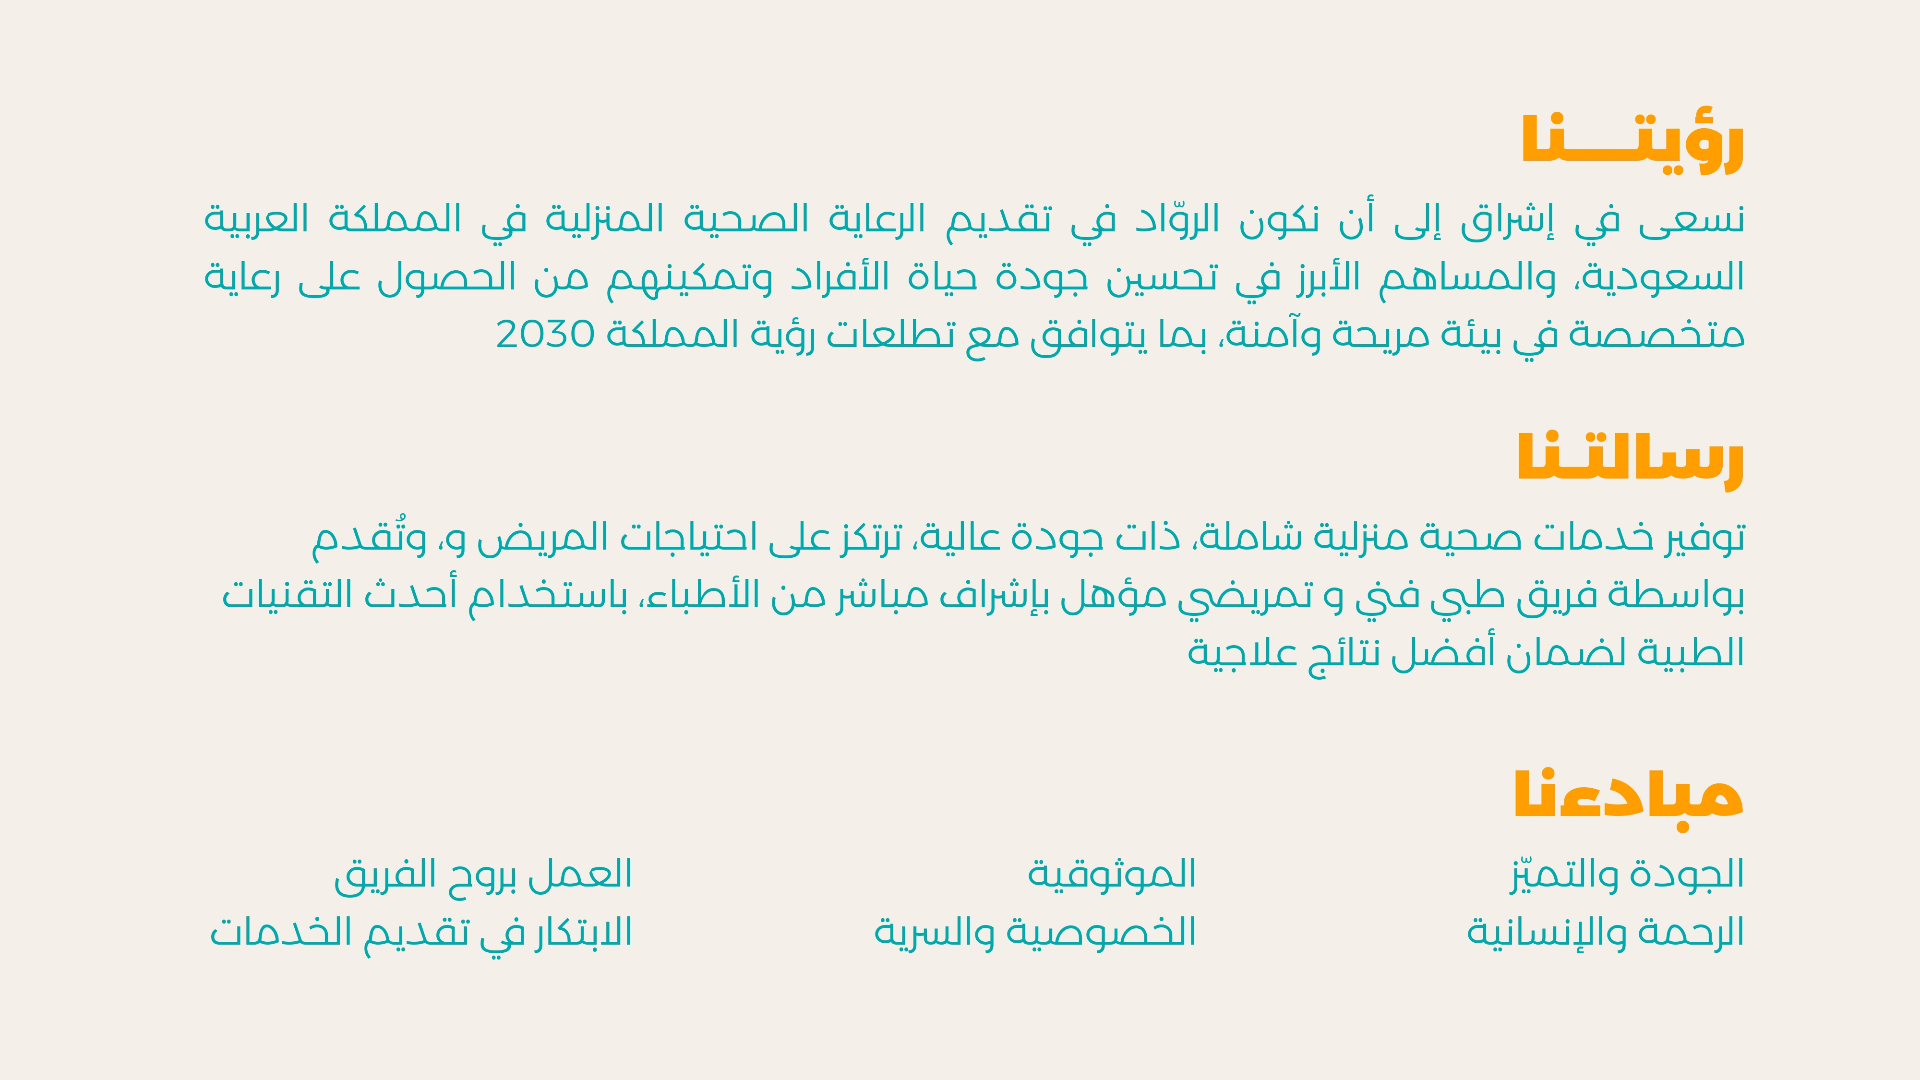 رؤيتـــنا
نسعى في إشراق إلى أن نكون الروّاد في تقديم الرعاية الصحية المنزلية في المملكة العربية
السعودية، والمساهم الأبرز في تحسين جودة حياة الأفراد وتمكينهم من الحصول على رعاية
متخصصة في بيئة مريحة وآمنة، بما يتوافق مع تطلعات رؤية المملكة 2030
رسالتـنا
توفير خدمات صحية منزلية شاملة، ذات جودة عالية، ترتكز على احتياجات المريض و، وتُقدم
بواسطة فريق طبي فني و تمريضي مؤهل بإشراف مباشر من الأطباء، باستخدام أحدث التقنيات
الطبية لضمان أفضل نتائج علاجية
مبادءنا
الجودة والتميّز
الرحمة والإنسانية
الموثوقية
الخصوصية والسرية
العمل بروح الفريق
الابتكار في تقديم الخدمات